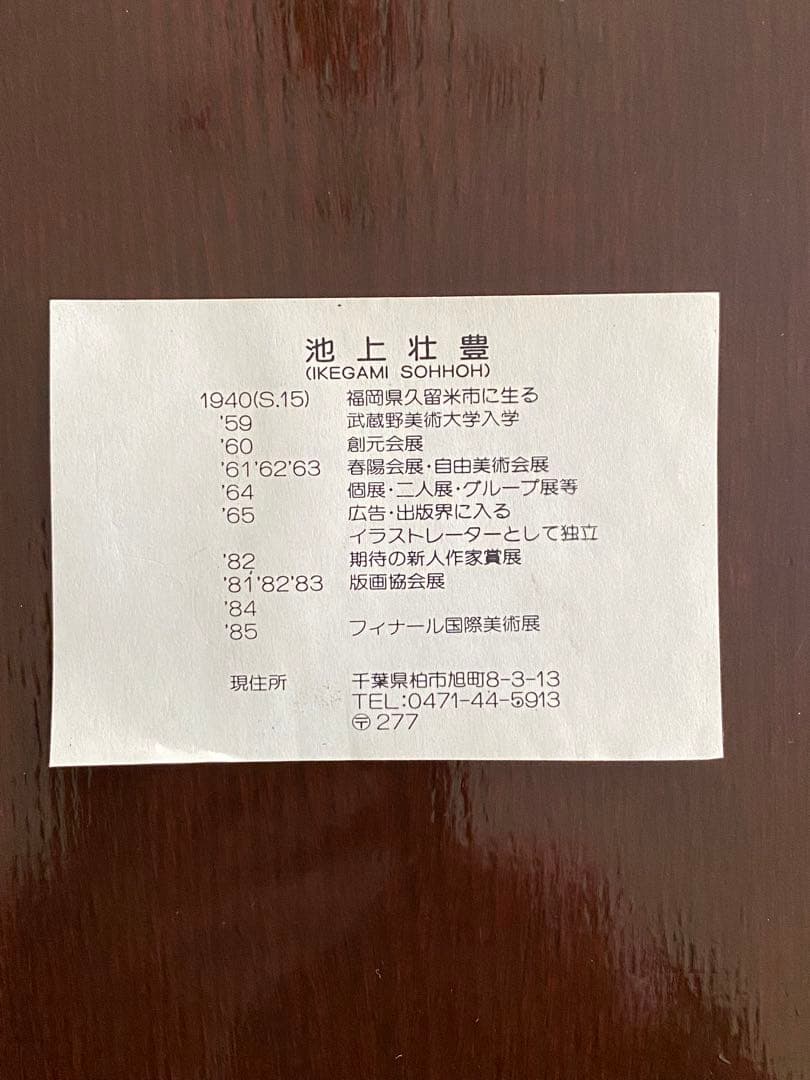 池上壮豊
(IKEGAMI SOHHOH)
1940(S.15) 福岡県久留米市に生る
'59 武蔵野美術大学入学
'60 創元会展
'61'62'63 春陽会展・自由美術会展
'64 個展・二人展・グループ展等
'65 広告・出版界に入る
イラストレーターとして独立
'82 期待の新人作家賞展
'81'82'83 版画協会展
'84
'85 フィナール国際美術展
現住所 千葉県柏市旭町8-3-13
TEL:0471-44-5913
〶277